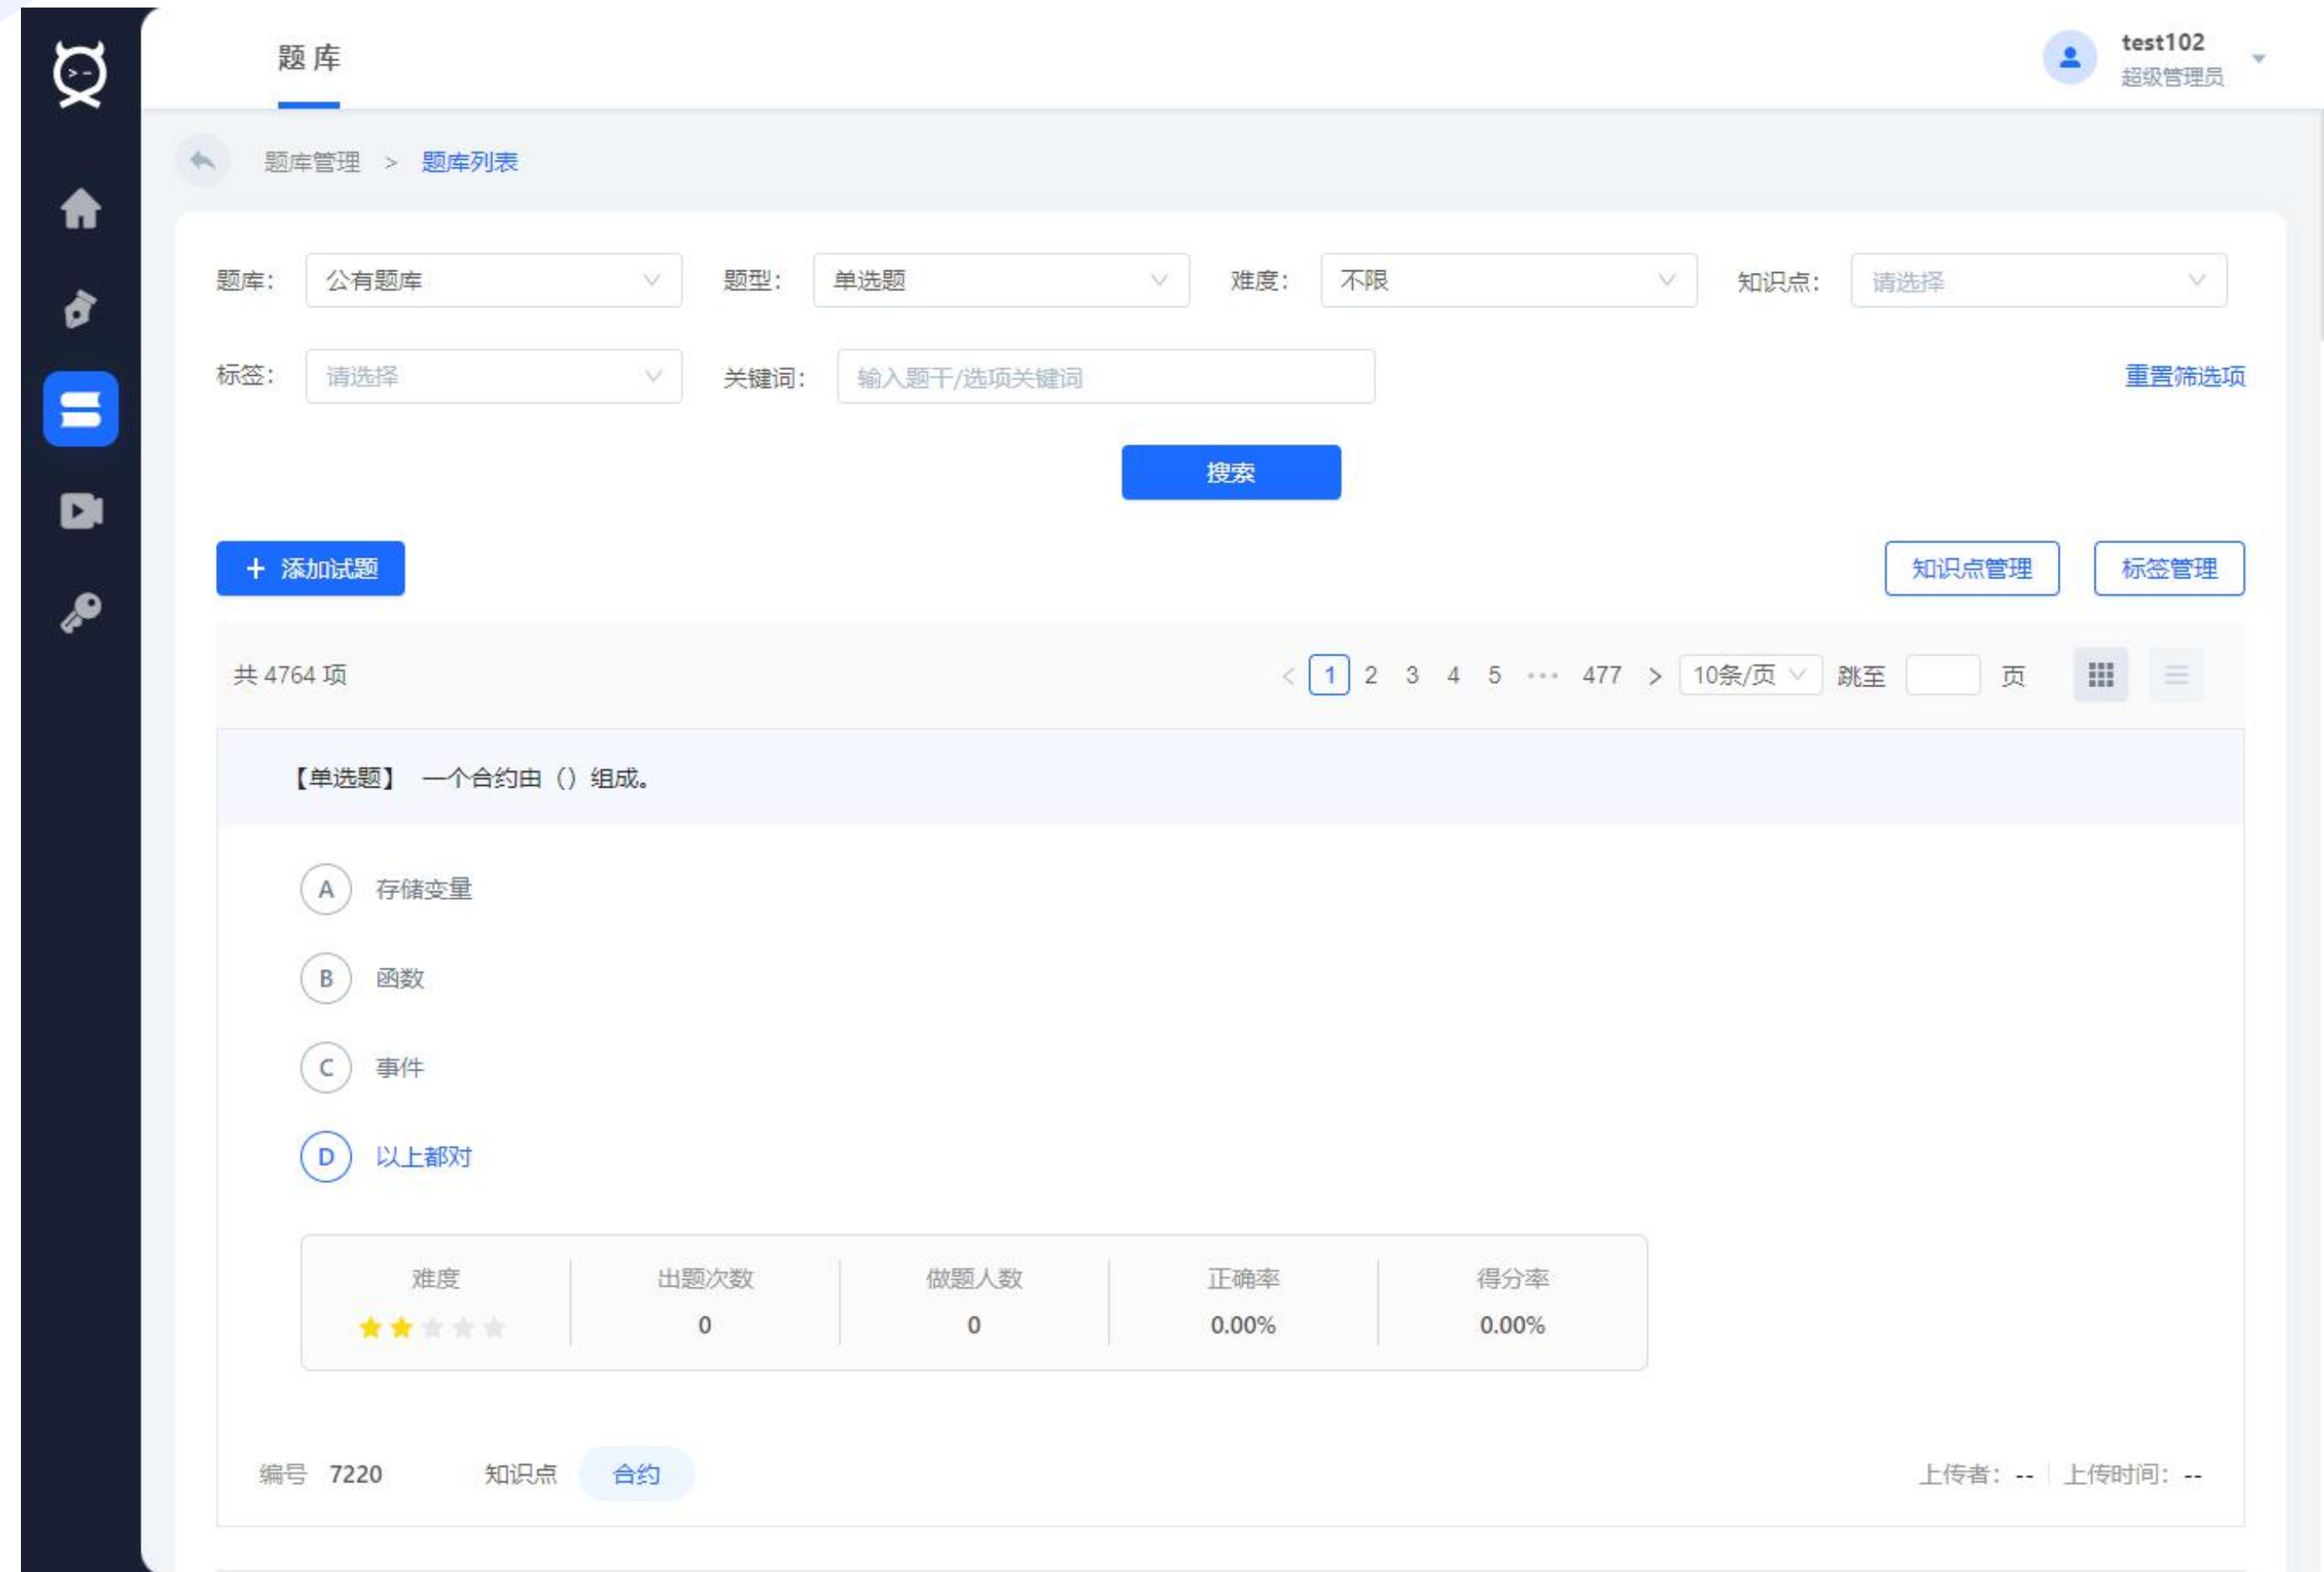 题库
test102
超级管理员
题库管理 > 题库列表
题库： 公有题库 题型： 单选题 难度： 不限 知识点： 请选择
标签： 请选择 关键词： 输入题干/选项关键词 重置筛选项
搜索
+ 添加试题 知识点管理 标签管理
共 4764 项 < 1 2 3 4 5 ••• 477 > 10条/页 跳至 页
【单选题】 一个合约由（）组成。
A 存储变量
B 函数
C 事件
D 以上都对
难度 出题次数 做题人数 正确率 得分率
0 0 0.00% 0.00%
编号 7220 知识点 合约 上传者：-- 上传时间：--